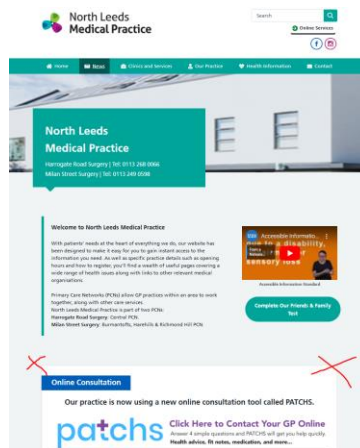 North Leeds
Medical Practice
Search
Online Services
Home
News
Clinics and Services
Our Practice
Health Information
Contact
North Leeds
Medical Practice
Harrogate Road Surgery | Tel: 0113 268 0066
Milan Street Surgery | Tel: 0113 249 0598
Welcome to North Leeds Medical Practice
With patients' needs at the heart of everything we do, our website has
been designed to make it easy for you to gain instant access to the
information you need. As well as specific practice details such as opening
hours and how to register, you'll find a wealth of useful pages covering a
wide range of health issues along with links to other relevant medical
organisations.
Primary Care Networks (PCNs) allow GP practices within an area to work
together, along with other care services.
North Leeds Medical Practice is part of two PCNs:
Harrogate Road Surgery: Central PCN
Milan Street Surgery: Burmantofts, Harehills & Richmond Hill PCN
Accessible Informatio...
due to a disability,
sensory loss
Accessible Information Standard
Complete Our Friends & Family
Test
Online Consultation
Our practice is now using a new online consultation tool called PATCHS.
patchs
Click Here to Contact Your GP Online
Answer 4 simple questions and PATCHS will get you help quickly
Health advice, fit notes, medication, and more...